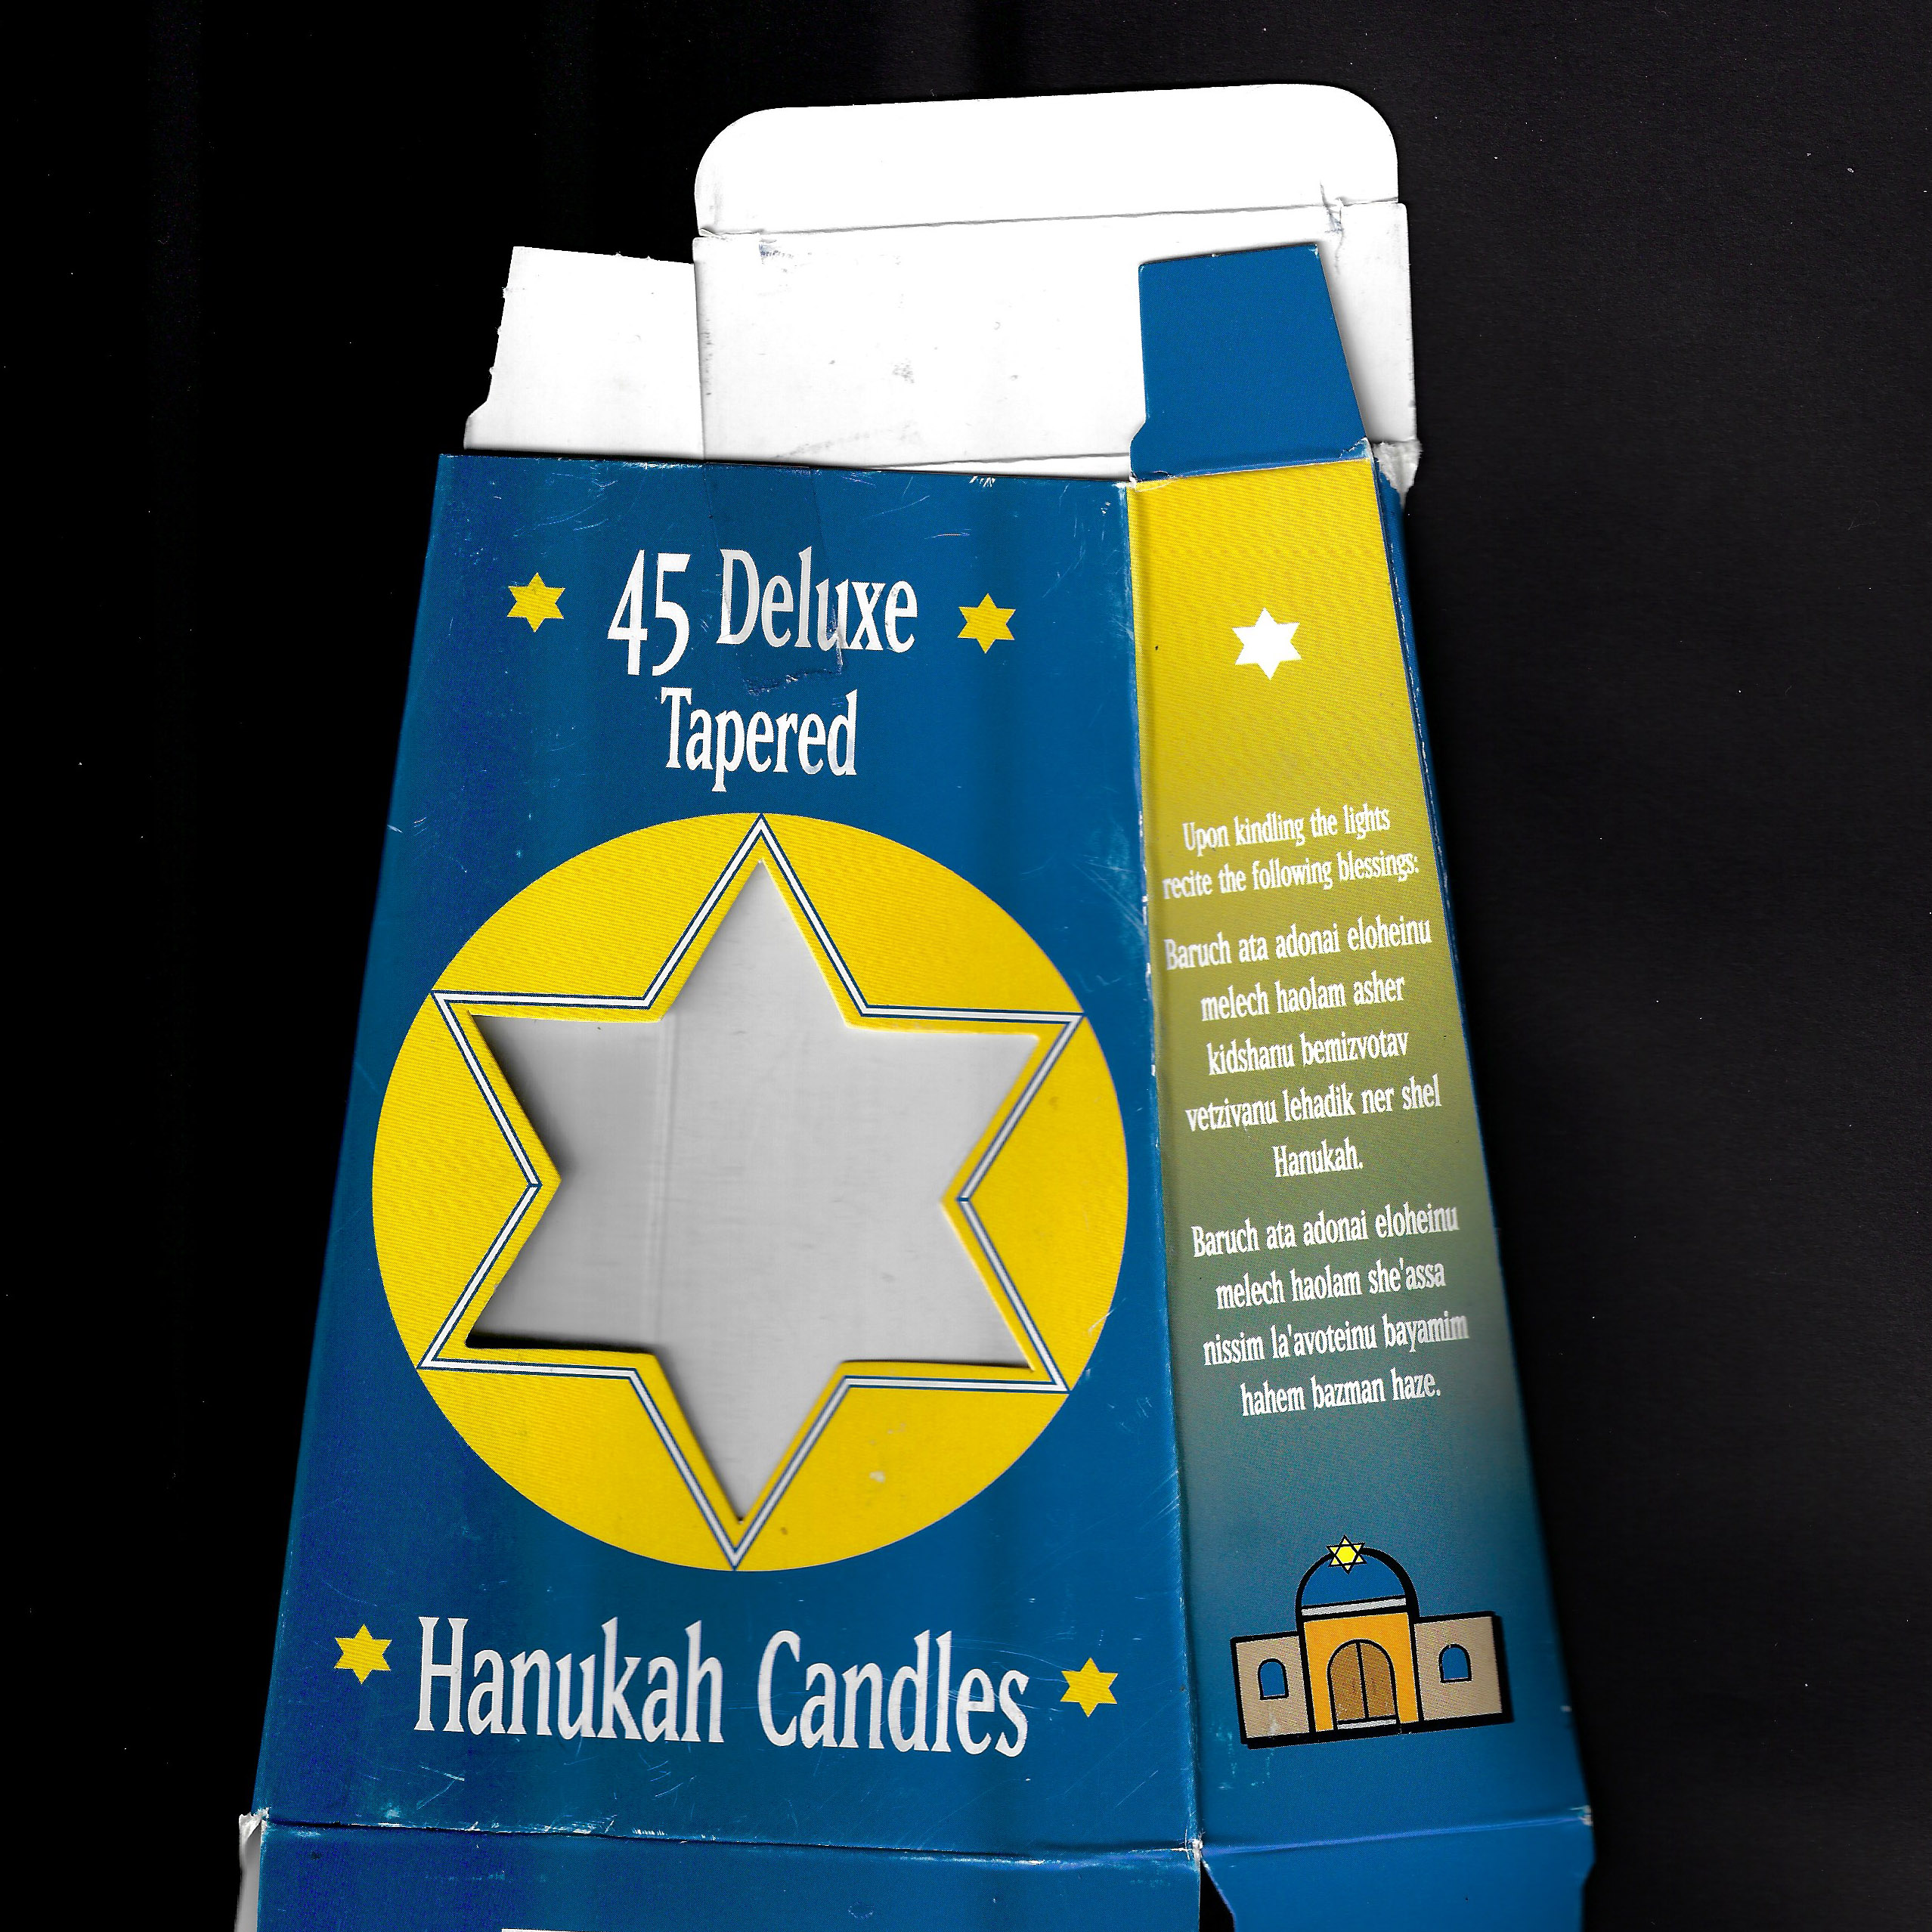 45 Deluxe
Tapered
Hanukah Candles
Upon kindling the lights
recite the following blessings:
Baruch ata adonai eloheinu
melech haolam asher
kidshanu bemizvotav
vetzivanu lehadik ner shel
Hanukah.
Baruch ata adonai eloheinu
melech haolam she'assa
nissim la'avoteinu bayamim
hahem bazman haze.